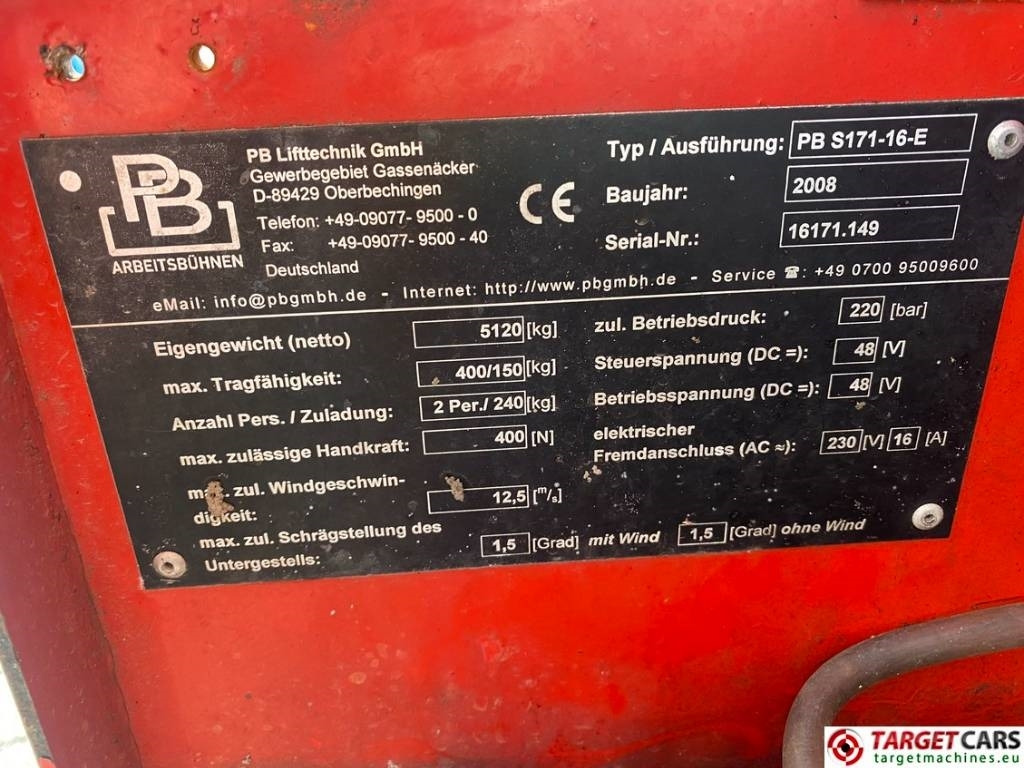 PB
ARBEITSBÜHNEN
PB Lifttechnik GmbH
Gewerbegebiet Gassenäcker
D-89429 Oberbechingen
Telefon: +49-09077- 9500 - 0
Fax: +49-09077- 9500 - 40
Deutschland
CE
Typ / Ausführung: PB S171-16-E
Baujahr: 2008
Serial-Nr.: 16171.149
eMail: info@pbgmbh.de - Internet: http://www.pbgmbh.de - Service ☎: +49 0700 95009600
Eigengewicht (netto) 5120 [kg]
max. Tragfähigkeit: 400/150 [kg]
Anzahl Pers. / Zuladung: 2 Per./ 240 [kg]
max. zulässige Handkraft: 400 [N]
max. zul. Windgeschwin-
digkeit: 12,5 [m/s]
max. zul. Schrägstellung des
Untergestells: 1,5 [Grad] mit Wind 1,5 [Grad] ohne Wind
zul. Betriebsdruck: 220 [bar]
Steuerspannung (DC =): 48 [V]
Betriebsspannung (DC =): 48 [V]
elektrischer
Fremdanschluss (AC ≈): 230 [V] 16 [A]
TARGETCARS
targetmachines.eu